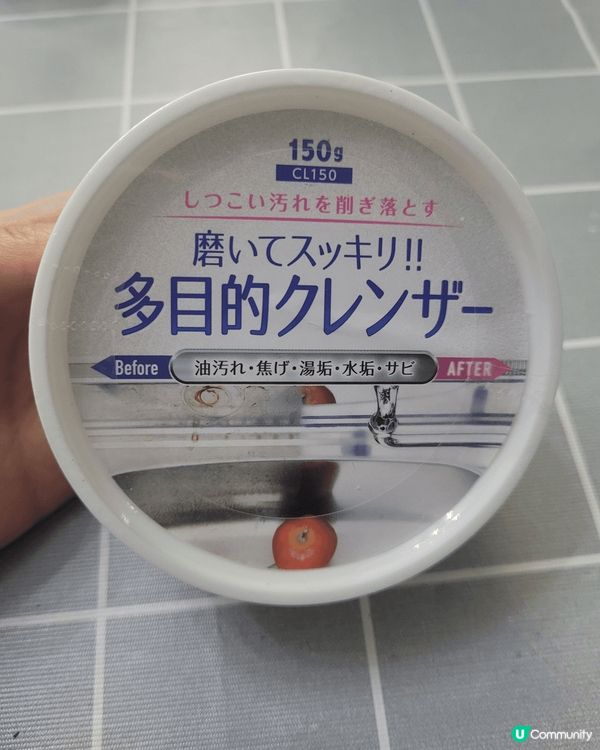 150g
CL150
しつこい汚れを削ぎ落とす
磨いてスッキリ!!
多目的クレンザー
Before 油汚れ・焦げ・湯垢・水垢・サビ AFTER
U Community